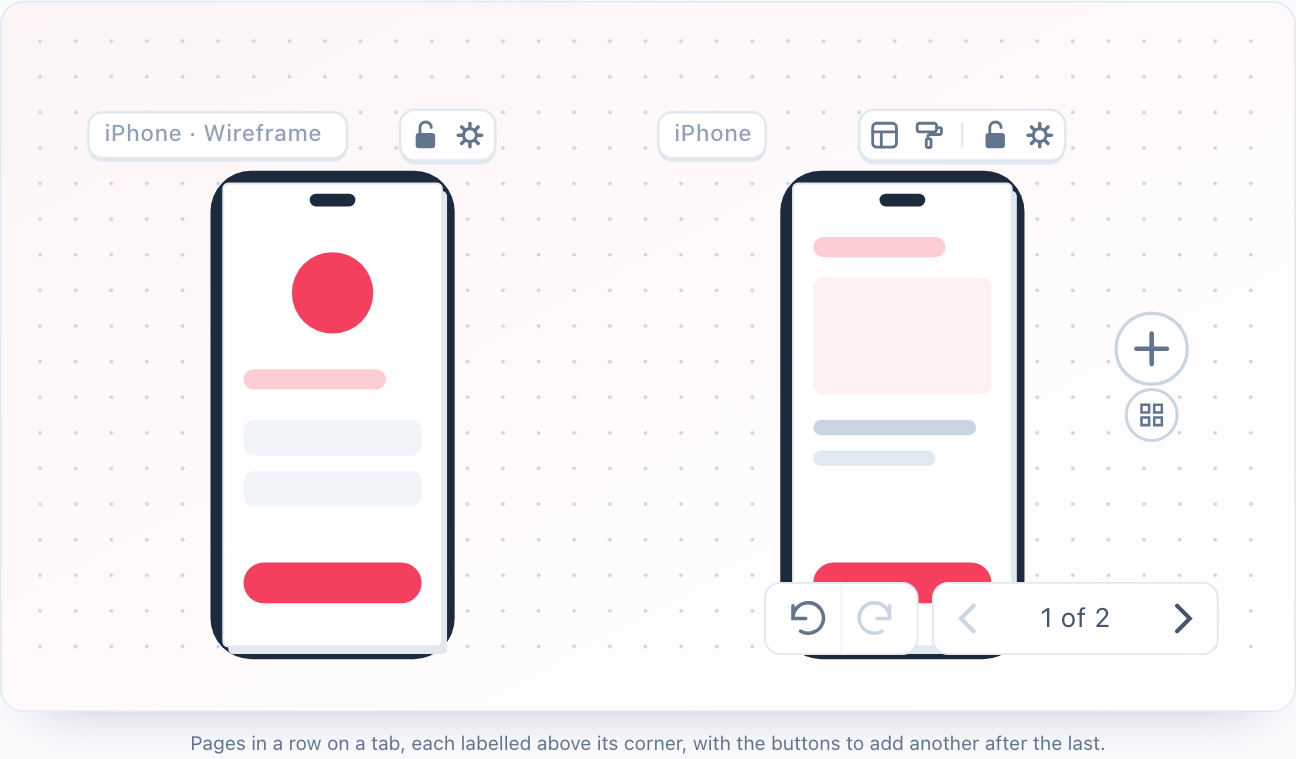 iPhone · Wireframe
iPhone
1 of 2
Pages in a row on a tab, each labelled above its corner, with the buttons to add another after the last.